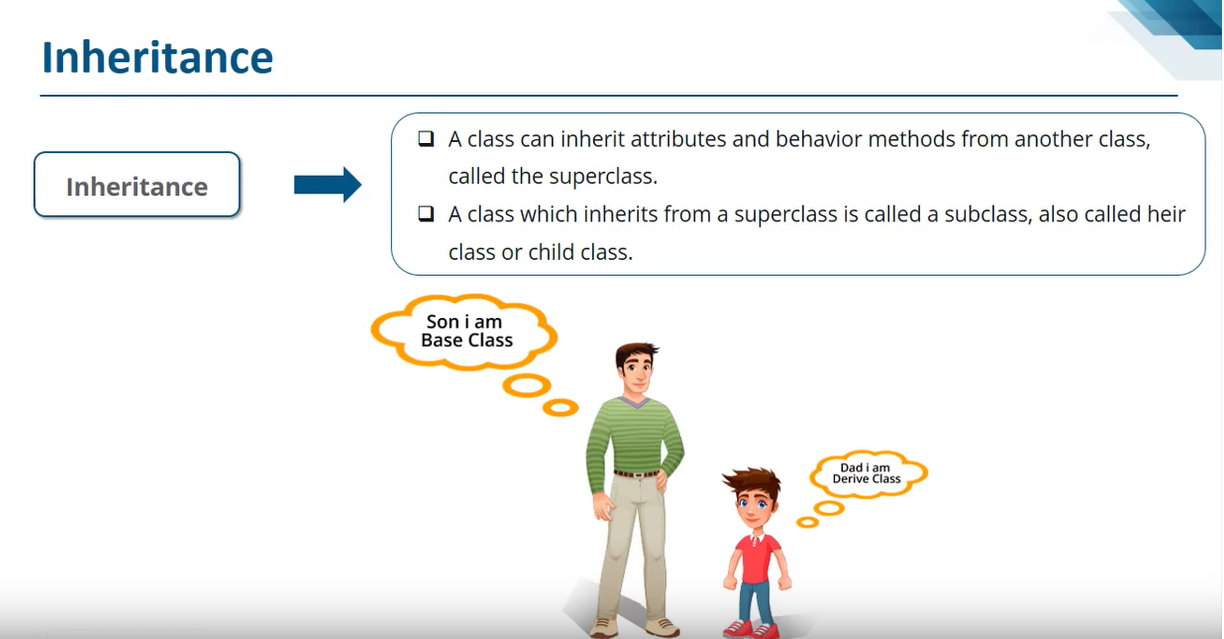 Inheritance
Inheritance
A class can inherit attributes and behavior methods from another class,
called the superclass.
A class which inherits from a superclass is called a subclass, also called heir
class or child class.
Son i am
Base Class
Dad i am
Derive Class